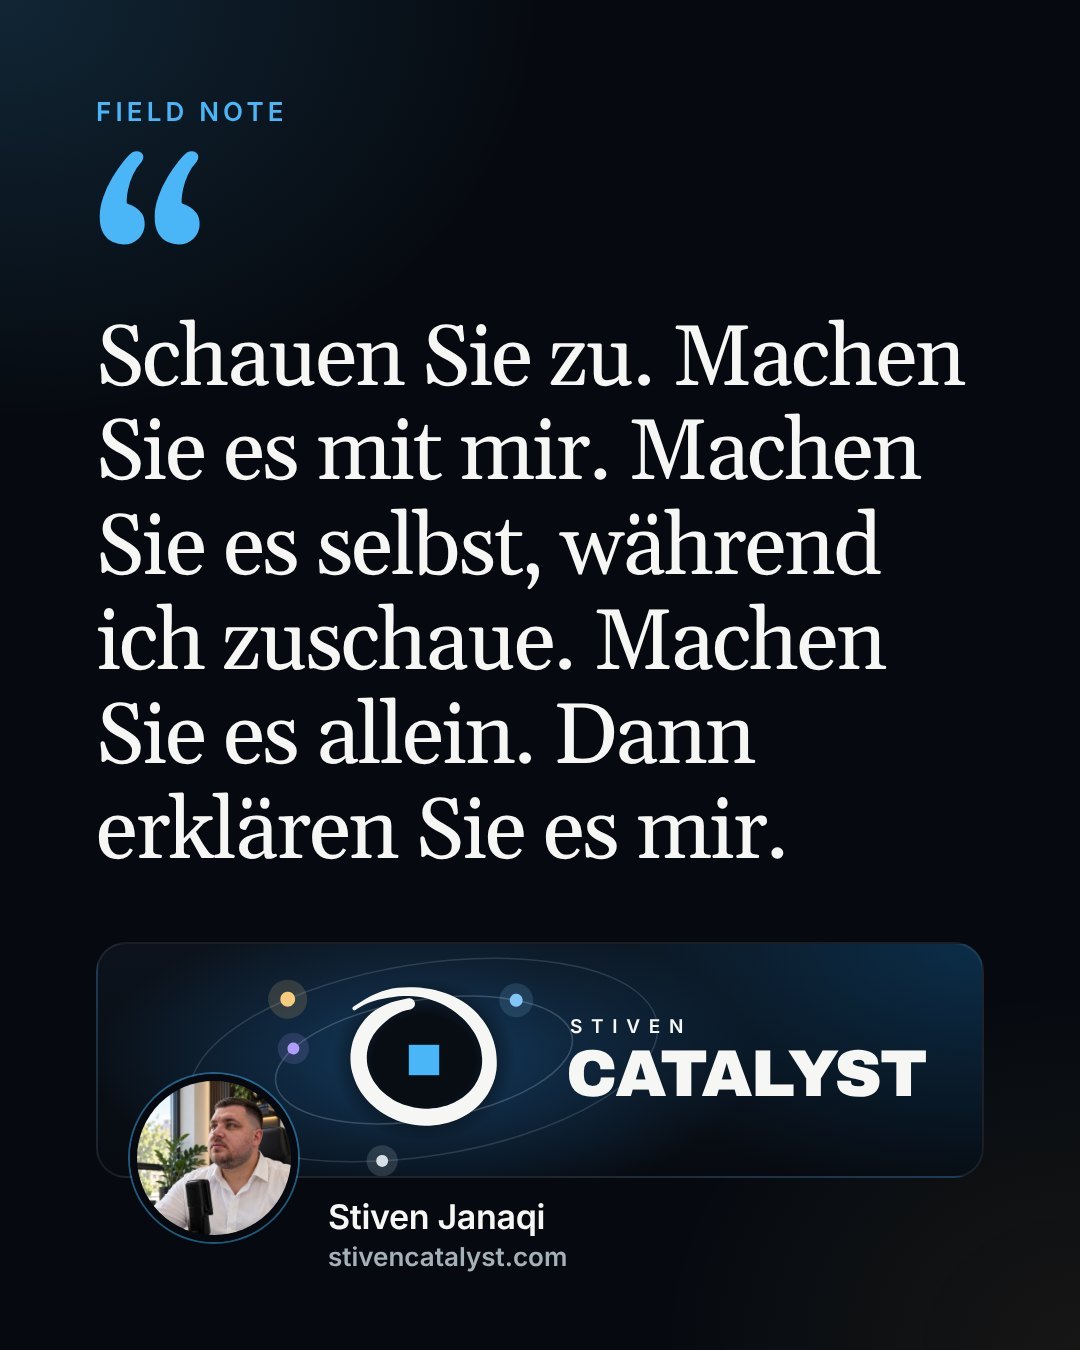 FIELD NOTE
“
Schauen Sie zu. Machen
Sie es mit mir. Machen
Sie es selbst, während
ich zuschaue. Machen
Sie es allein. Dann
erklären Sie es mir.
STIVEN
CATALYST
Stiven Janaqi
stivencatalyst.com